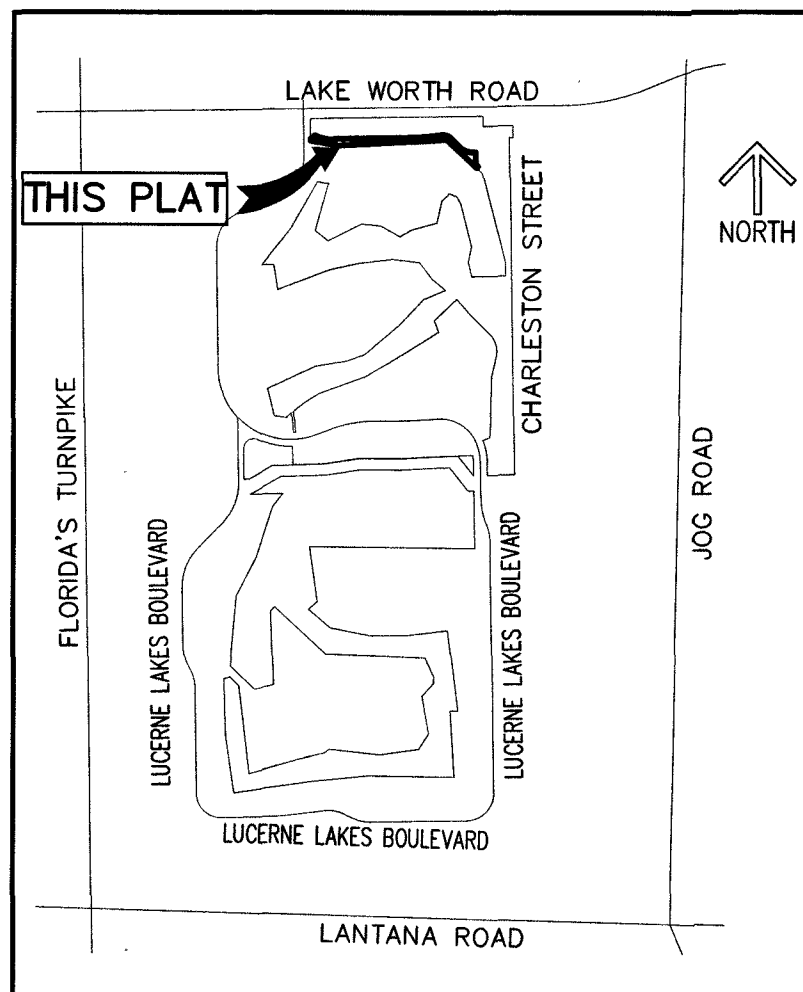 LAKE WORTH ROAD
THIS PLAT
NORTH
CHARLESTON STREET
FLORIDA'S TURNPIKE
JOG ROAD
LUCERNE LAKES BOULEVARD
LUCERNE LAKES BOULEVARD
LUCERNE LAKES BOULEVARD
LANTANA ROAD